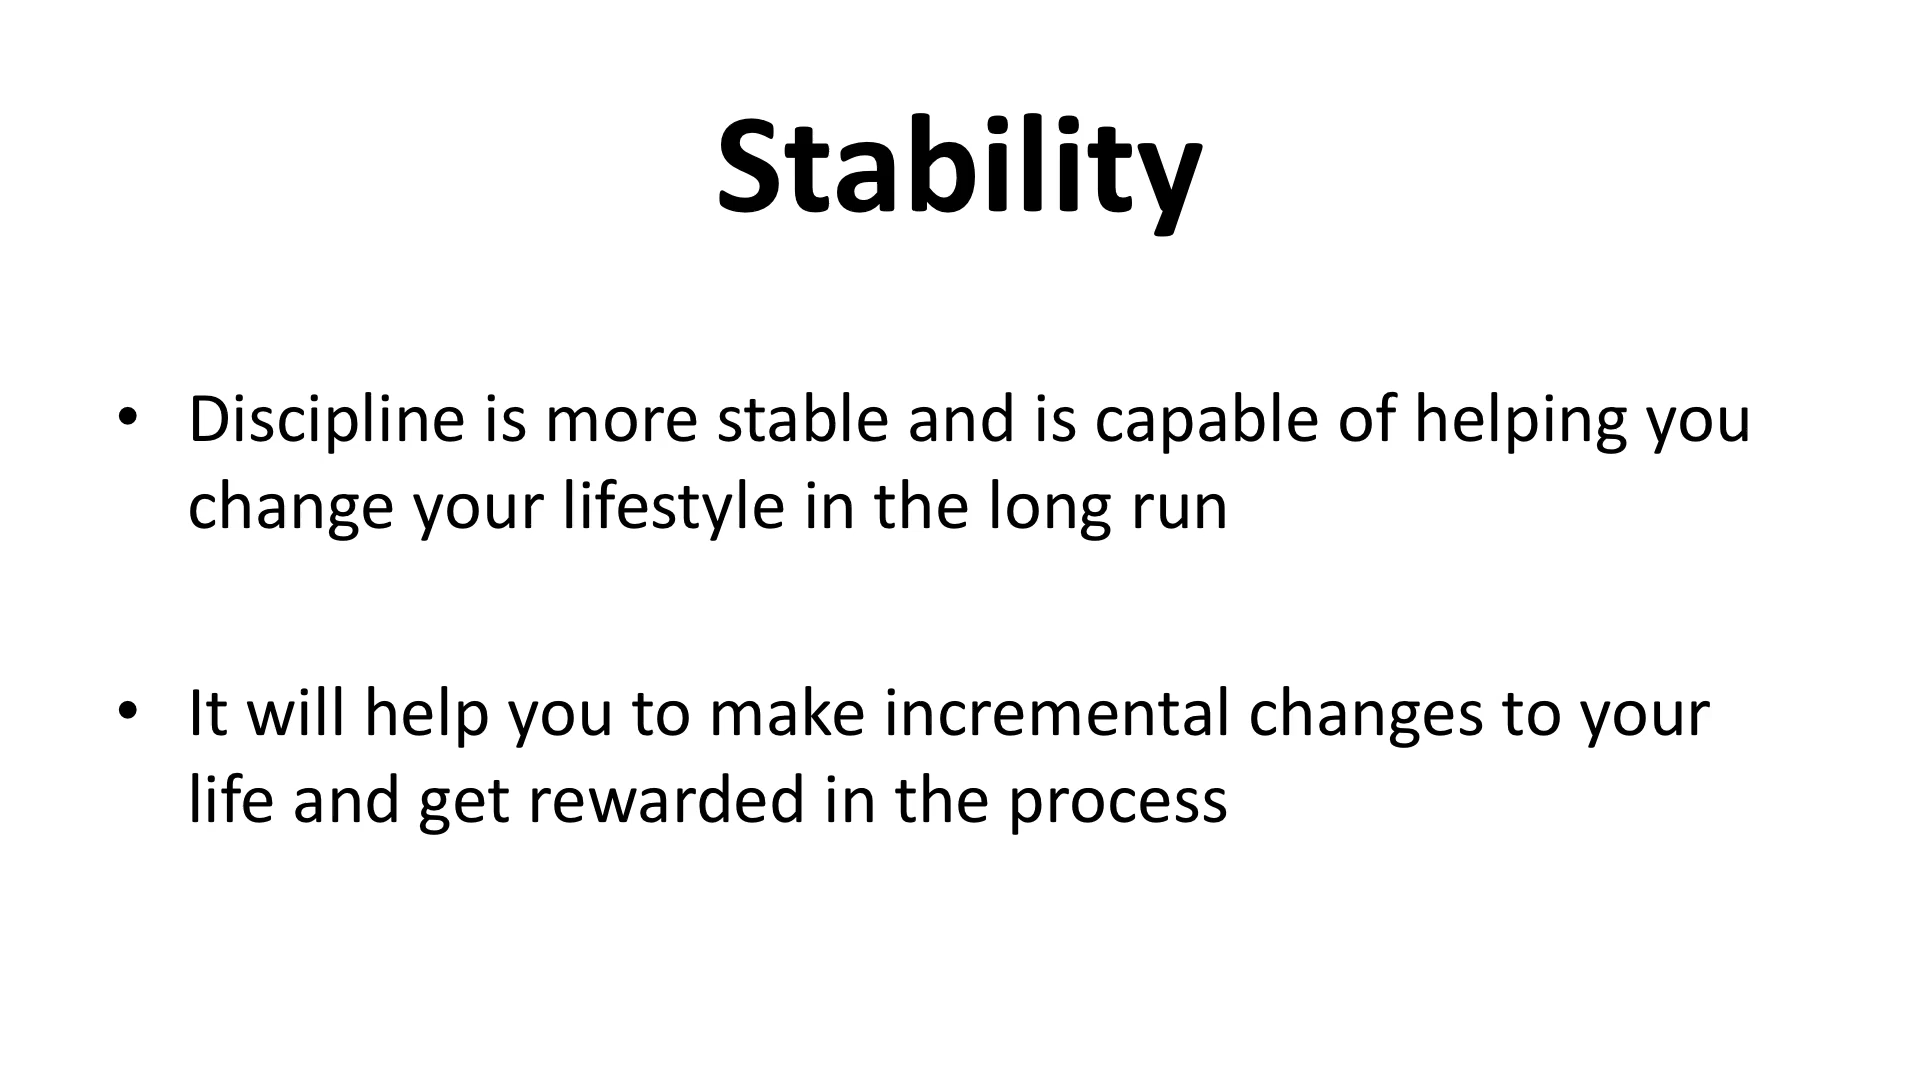 Stability
• Discipline is more stable and is capable of helping you
change your lifestyle in the long run
• It will help you to make incremental changes to your
life and get rewarded in the process